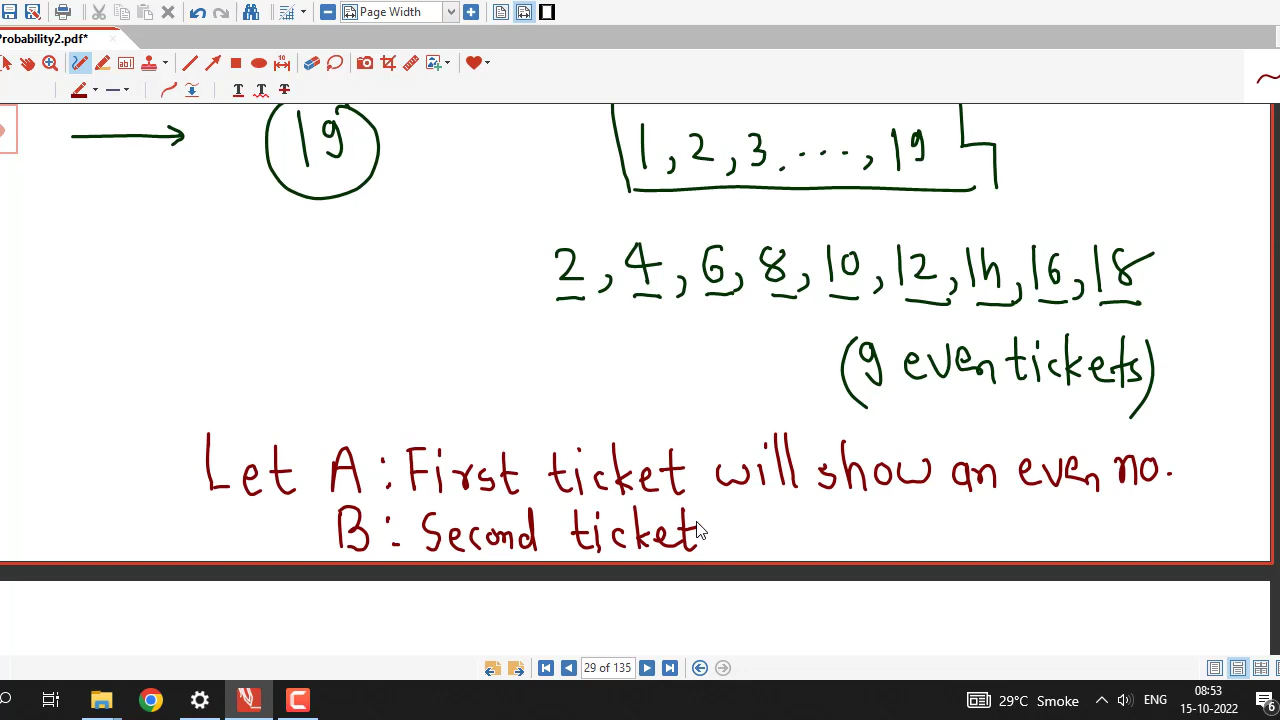 Page Width
Probability2.pdf*
19
1, 2, 3, ..., 19
2, 4, 6, 8, 10, 12, 14, 16, 18
(9 even tickets)
Let A : First ticket will show an even no.
B : Second ticket
29 of 135
29°C Smoke
ENG
08:53
15-10-2022
6